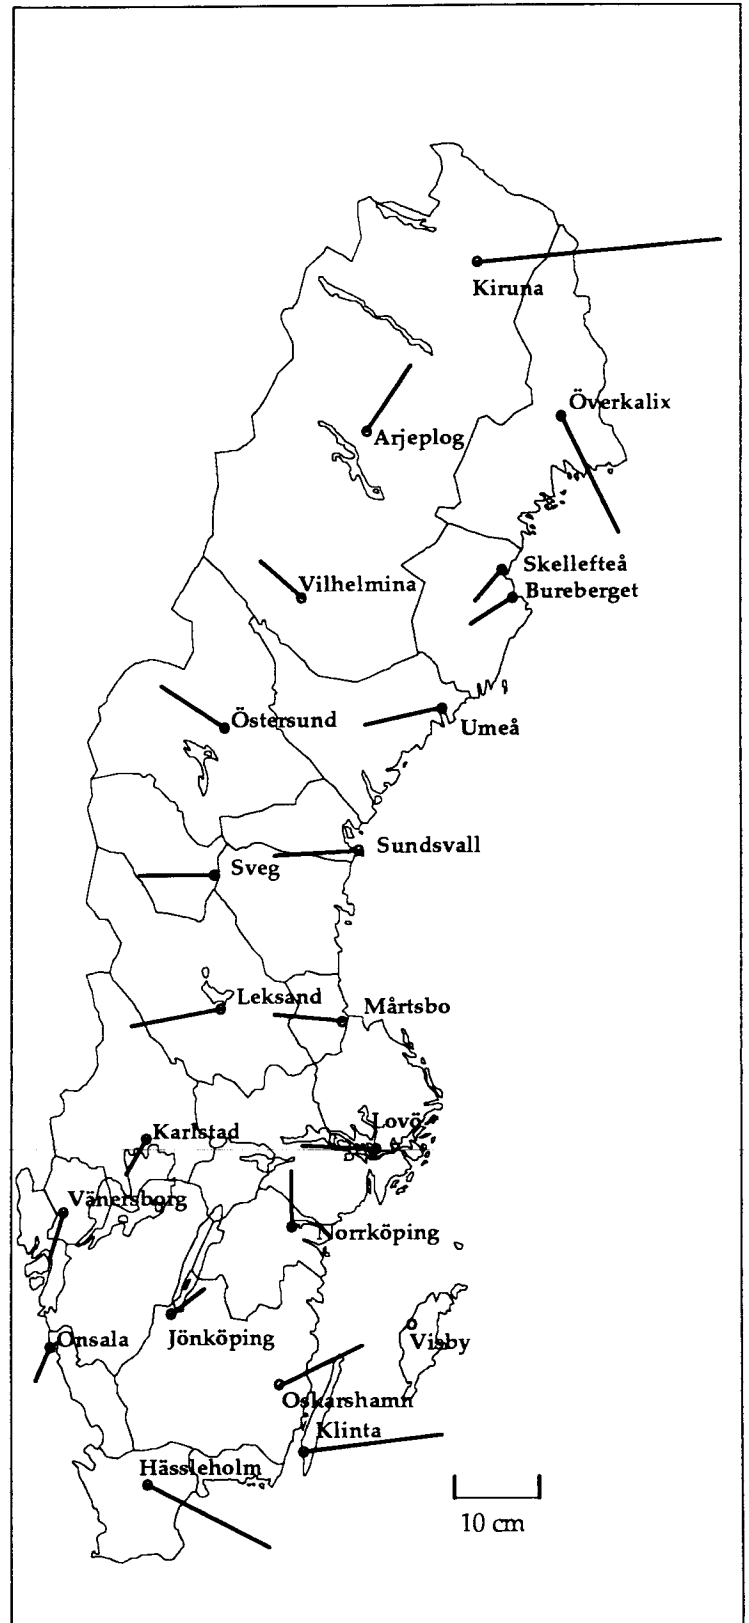 Kiruna
Överkalix
Arjeplog
Skellefteå
Vilhelmina
Bureberget
Östersund
Umeå
Sundsvall
Sveg
Leksand
Mårtsbo
Lovö
Karlstad
Vänersborg
Norrköping
Onsala
Jönköping
Visby
Oskarshamn
Klinta
Hässleholm
10 cm